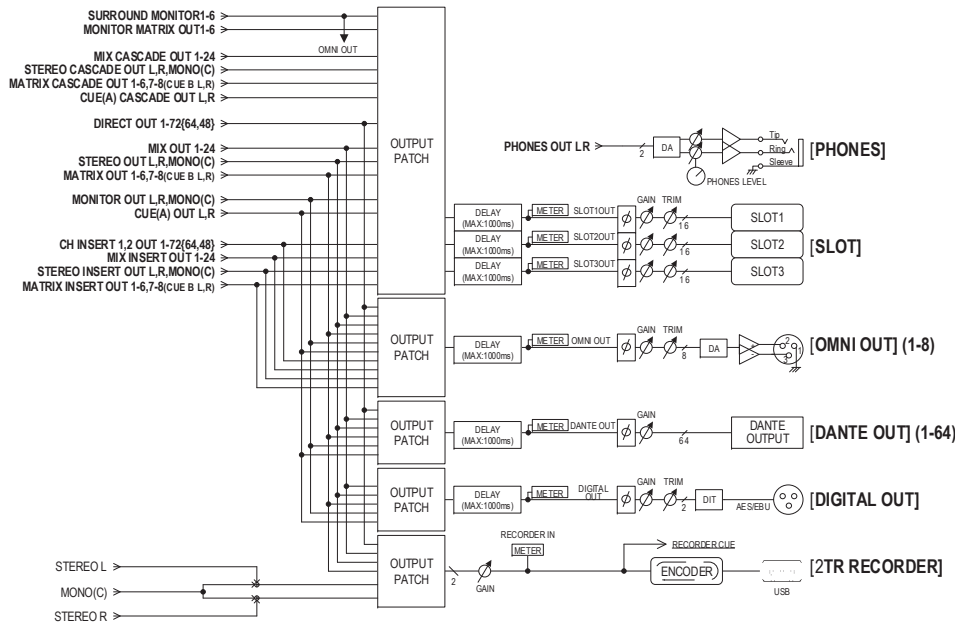 SURROUND MONITOR1-6
MONITOR MATRIX OUT1-6
OMNI OUT
MIX CASCADE OUT 1-24
STEREO CASCADE OUT L,R,MONO(C)
MATRIX CASCADE OUT 1-6,7-8(CUE B L,R)
CUE(A) CASCADE OUT L,R
DIRECT OUT 1-72{64,48}
MIX OUT 1-24
STEREO OUT L,R,MONO(C)
MATRIX OUT 1-6,7-8(CUE B L,R)
MONITOR OUT L,R,MONO(C)
CUE(A) OUT L,R
CH INSERT 1,2 OUT 1-72{64,48}
MIX INSERT OUT 1-24
STEREO INSERT OUT L,R,MONO(C)
MATRIX INSERT OUT 1-6,7-8(CUE B L,R)
OUTPUT
PATCH
PHONES OUT LR
2
DA
PHONES LEVEL
Tip
Ring
Sleeve
[PHONES]
DELAY
(MAX:1000ms)
METER
SLOT1OUT
ϕ
GAIN
TRIM
16
SLOT1
DELAY
(MAX:1000ms)
METER
SLOT2OUT
ϕ
16
SLOT2
[SLOT]
DELAY
(MAX:1000ms)
METER
SLOT3OUT
ϕ
16
SLOT3
OUTPUT
PATCH
DELAY
(MAX:1000ms)
METER
OMNI OUT
ϕ
GAIN
TRIM
8
DA
+
-
2
1
3
[OMNI OUT] (1-8)
OUTPUT
PATCH
DELAY
(MAX:1000ms)
METER
DANTE OUT
ϕ
GAIN
64
DANTE
OUTPUT
[DANTE OUT] (1-64)
OUTPUT
PATCH
DELAY
(MAX:1000ms)
METER
DIGITAL
OUT
ϕ
GAIN
TRIM
2
DIT
AES/EBU
[DIGITAL OUT]
OUTPUT
PATCH
2
GAIN
RECORDER IN
METER
RECORDER CUE
ENCODER
USB
[2TR RECORDER]
STEREO L
MONO(C)
STEREO R